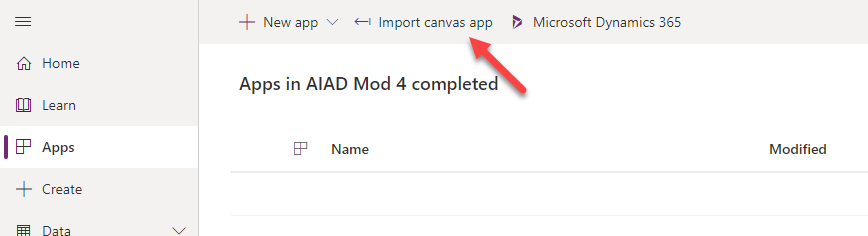 New app
Import canvas app
Microsoft Dynamics 365
Home
Learn
Apps
Create
Data
Apps in AIAD Mod 4 completed
Name
Modified